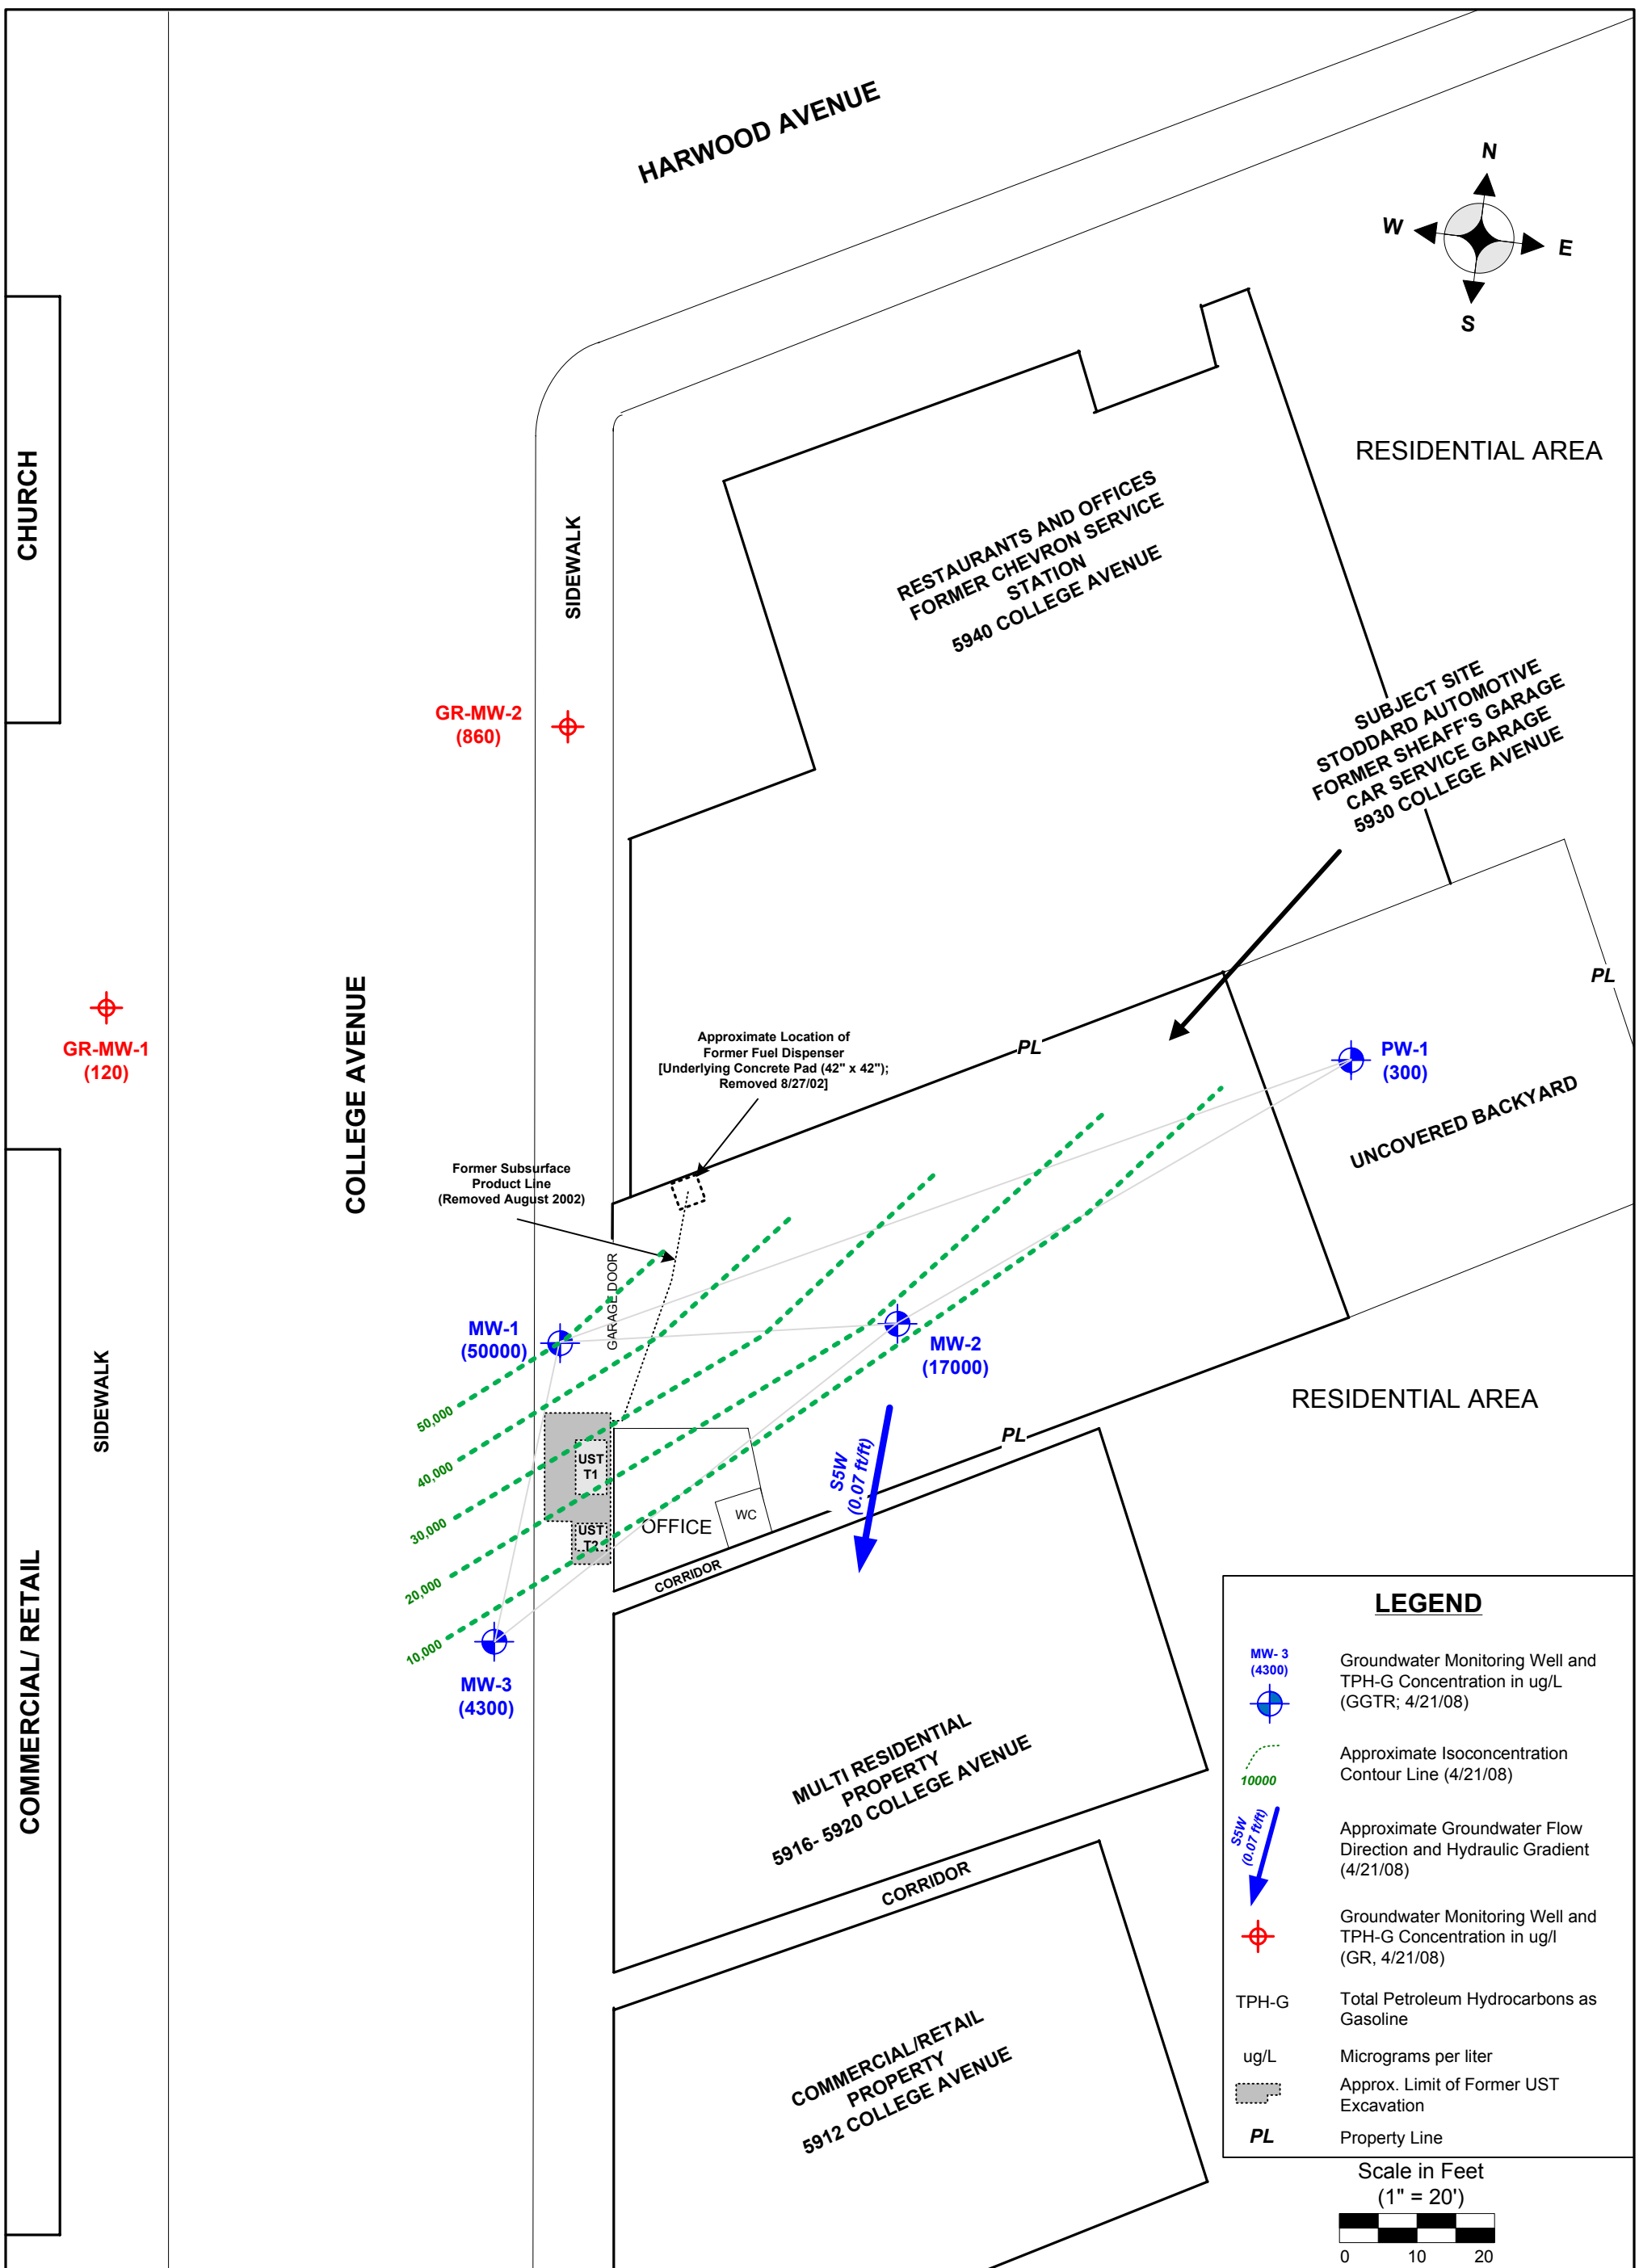 HARWOOD AVENUE
N
W
E
S
CHURCH
SIDEWALK
RESIDENTIAL AREA
RESTAURANTS AND OFFICES
FORMER CHEVRON SERVICE
STATION
5940 COLLEGE AVENUE
SUBJECT SITE
STODDARD AUTOMOTIVE
FORMER SHEAFF'S GARAGE
CAR SERVICE GARAGE
5930 COLLEGE AVENUE
GR-MW-2
(860)
GR-MW-1
(120)
COLLEGE AVENUE
PL
Approximate Location of
Former Fuel Dispenser
[Underlying Concrete Pad (42" x 42");
Removed 8/27/02]
PL
PW-1
(300)
UNCOVERED BACKYARD
Former Subsurface
Product Line
(Removed August 2002)
GARAGE DOOR
MW-1
(50000)
MW-2
(17000)
SIDEWALK
50,000
40,000
30,000
20,000
10,000
UST
T1
UST
T2
OFFICE
WC
CORRIDOR
S5W
(0.07 ft/ft)
PL
RESIDENTIAL AREA
MW-3
(4300)
COMMERCIAL/ RETAIL
MULTI RESIDENTIAL
PROPERTY
5916- 5920 COLLEGE AVENUE
CORRIDOR
COMMERCIAL/RETAIL
PROPERTY
5912 COLLEGE AVENUE
LEGEND
MW- 3
(4300)
Groundwater Monitoring Well and
TPH-G Concentration in ug/L
(GGTR; 4/21/08)
10000
Approximate Isoconcentration
Contour Line (4/21/08)
S5W
(0.07 ft/ft)
Approximate Groundwater Flow
Direction and Hydraulic Gradient
(4/21/08)
Groundwater Monitoring Well and
TPH-G Concentration in ug/l
(GR, 4/21/08)
TPH-G
Total Petroleum Hydrocarbons as
Gasoline
ug/L
Micrograms per liter
Approx. Limit of Former UST
Excavation
PL
Property Line
Scale in Feet
(1" = 20')
0 10 20